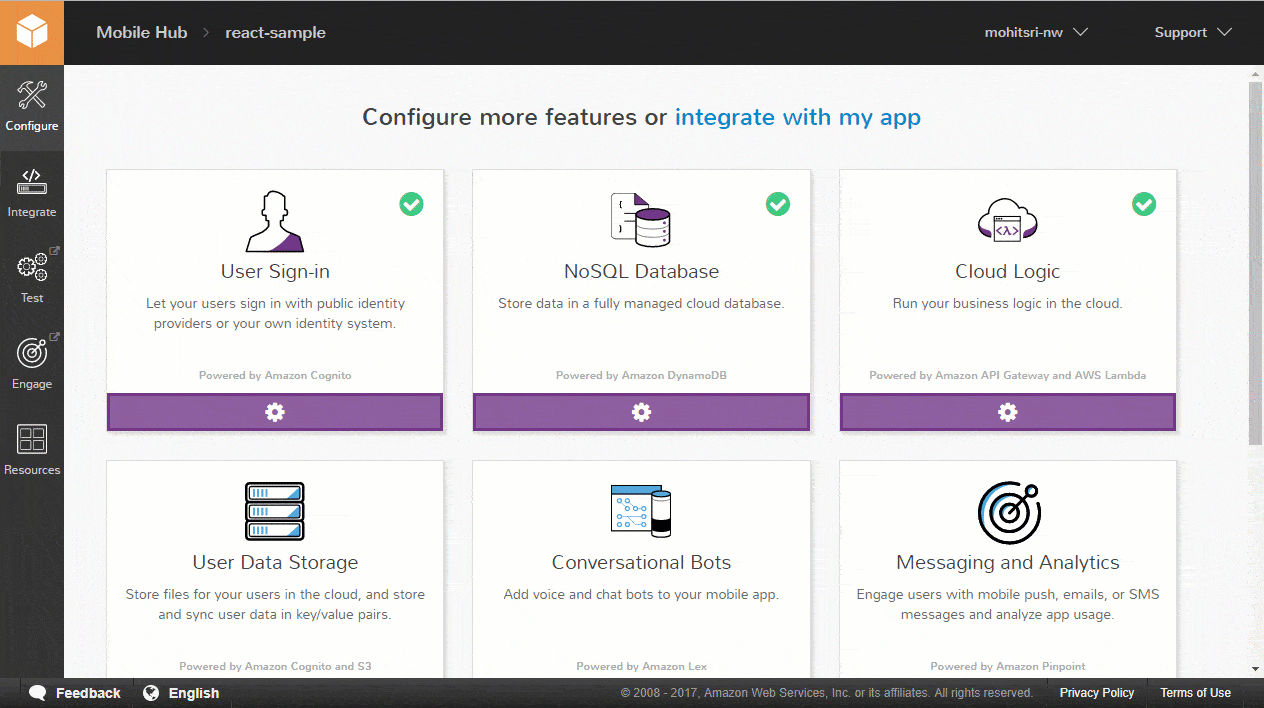 Mobile Hub > react-sample
mohitsri-nw
Support
Configure
Integrate
Test
Engage
Resources
Configure more features or integrate with my app
User Sign-in
Let your users sign in with public identity
providers or your own identity system.
Powered by Amazon Cognito
NoSQL Database
Store data in a fully managed cloud database.
Powered by Amazon DynamoDB
Cloud Logic
Run your business logic in the cloud.
Powered by Amazon API Gateway and AWS Lambda
User Data Storage
Store files for your users in the cloud, and store
and sync user data in key/value pairs.
Powered by Amazon Cognito and S3
Conversational Bots
Add voice and chat bots to your mobile app.
Powered by Amazon Lex
Messaging and Analytics
Engage users with mobile push, emails, or SMS
messages and analyze app usage.
Powered by Amazon Pinpoint
Feedback
English
© 2008 - 2017, Amazon Web Services, Inc. or its affiliates. All rights reserved.
Privacy Policy
Terms of Use